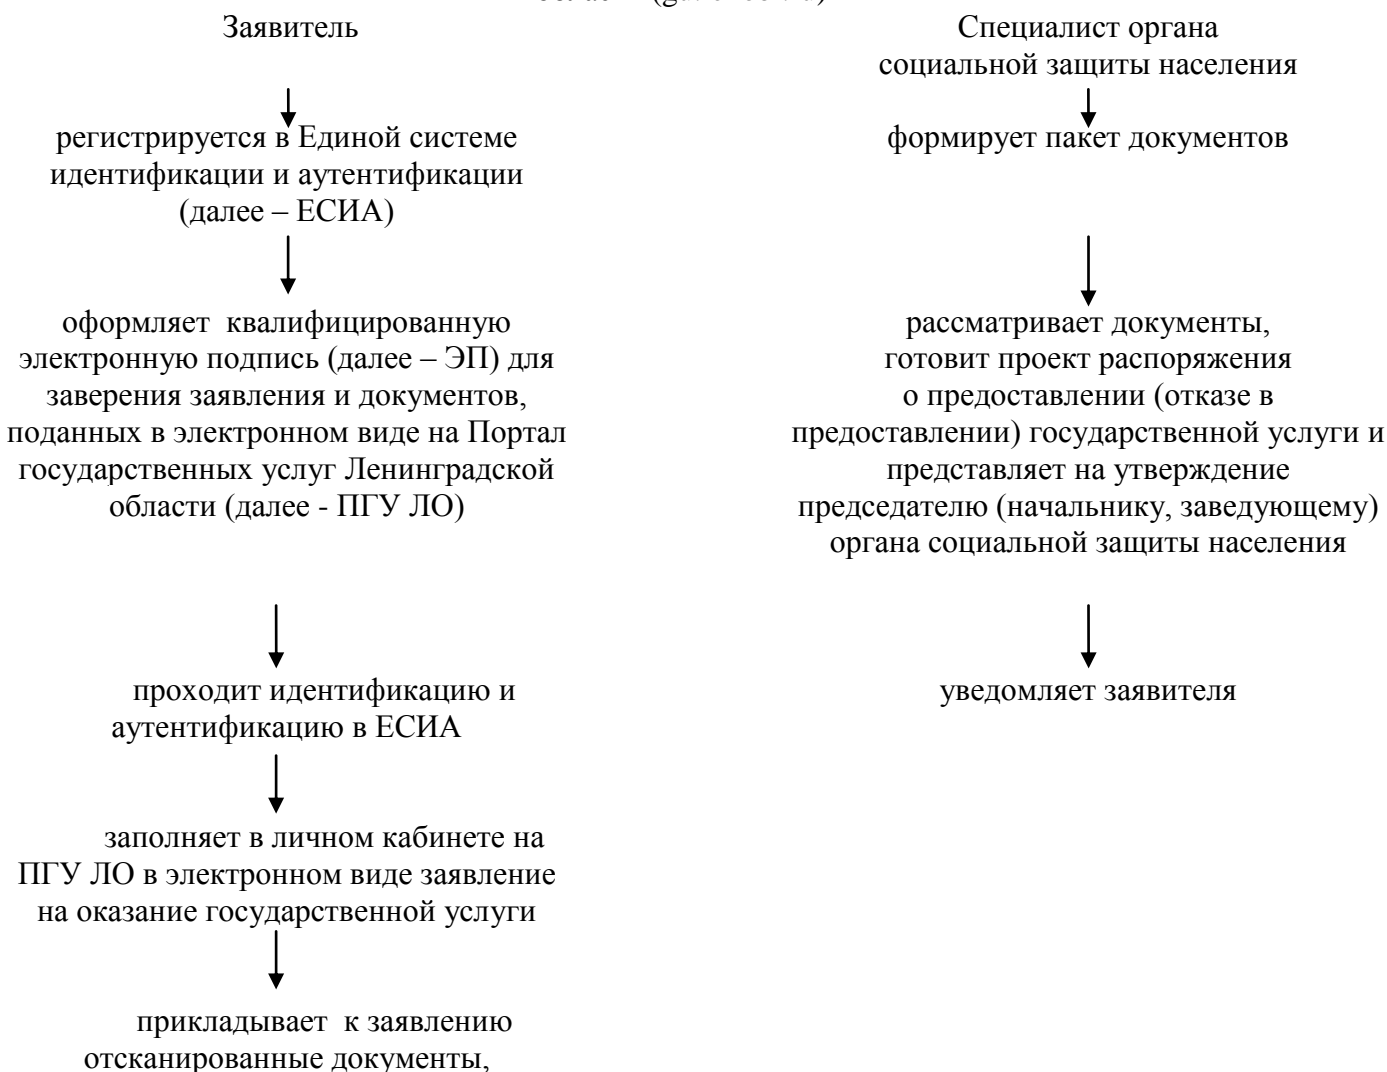 Заявитель
регистрируется в Единой системе
идентификации и аутентификации
(далее – ЕСИА)
оформляет квалифицированную
электронную подпись (далее – ЭП) для
заверения заявления и документов,
поданных в электронном виде на Портал
государственных услуг Ленинградской
области (далее - ПГУ ЛО)
проходит идентификацию и
аутентификацию в ЕСИА
заполняет в личном кабинете на
ПГУ ЛО в электронном виде заявление
на оказание государственной услуги
прикладывает к заявлению
отсканированные документы,
Специалист органа
социальной защиты населения
формирует пакет документов
рассматривает документы,
готовит проект распоряжения
о предоставлении (отказе в
предоставлении) государственной услуги и
представляет на утверждение
председателю (начальнику, заведующему)
органа социальной защиты населения
уведомляет заявителя